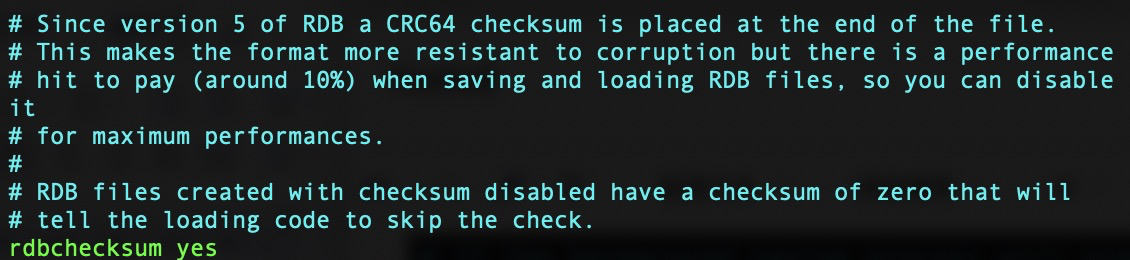 # Since version 5 of RDB a CRC64 checksum is placed at the end of the file.
# This makes the format more resistant to corruption but there is a performance
# hit to pay (around 10%) when saving and loading RDB files, so you can disable
it
# for maximum performances.
#
# RDB files created with checksum disabled have a checksum of zero that will
# tell the loading code to skip the check.
rdbchecksum yes